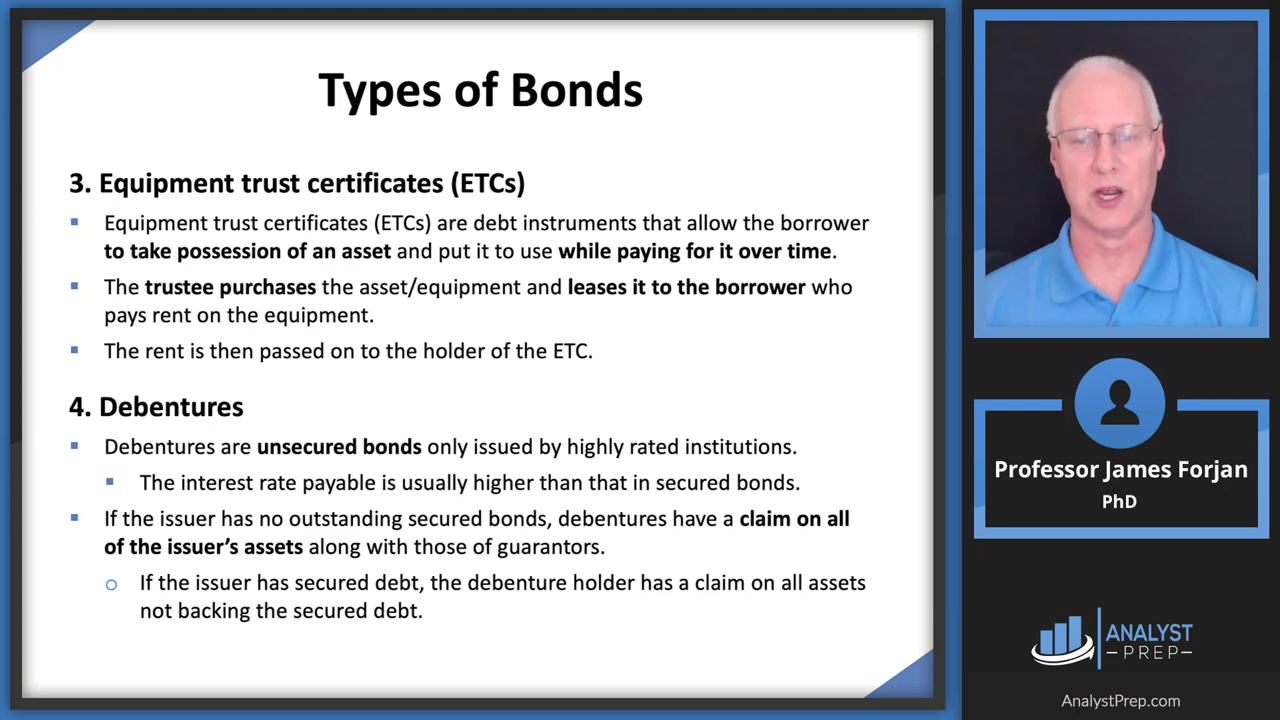 Types of Bonds
3. Equipment trust certificates (ETCs)
▪ Equipment trust certificates (ETCs) are debt instruments that allow the borrower
to take possession of an asset and put it to use while paying for it over time.
▪ The trustee purchases the asset/equipment and leases it to the borrower who
pays rent on the equipment.
▪ The rent is then passed on to the holder of the ETC.
4. Debentures
▪ Debentures are unsecured bonds only issued by highly rated institutions.
▪ The interest rate payable is usually higher than that in secured bonds.
▪ If the issuer has no outstanding secured bonds, debentures have a claim on all
of the issuer’s assets along with those of guarantors.
○ If the issuer has secured debt, the debenture holder has a claim on all assets
not backing the secured debt.
Professor James Forjan
PhD
ANALYST
–PREP–
AnalystPrep.com